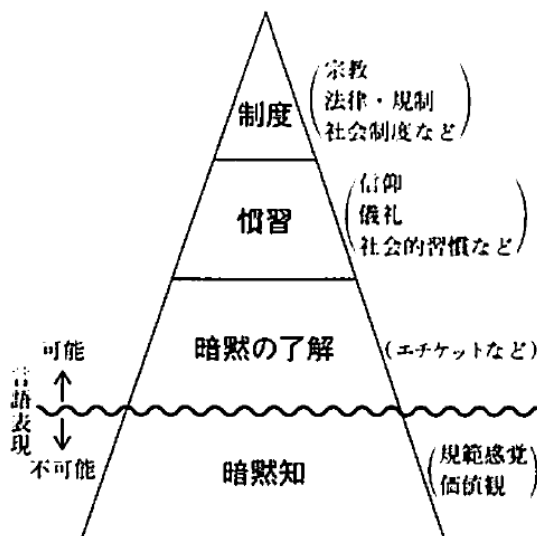 制度
(宗教
法律・規制
社会制度など)
慣習
(信仰
儀礼
社会的習慣など)
暗黙の了解
(エチケットなど)
言語表現
可能
不可能
暗黙知
(規範感覚
価値観)